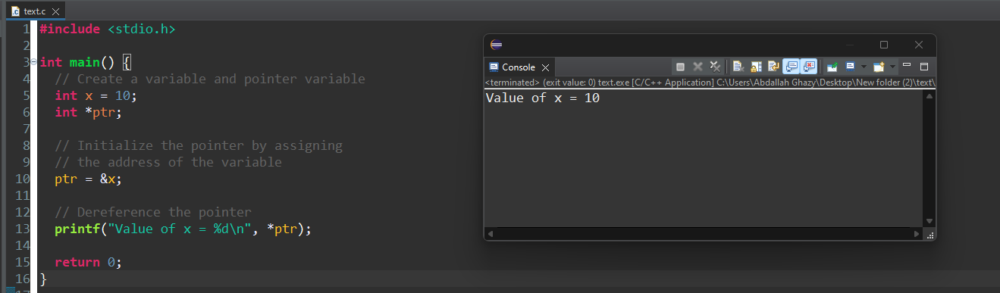 text.c
1 #include <stdio.h>
2
3 int main() {
4 // Create a variable and pointer variable
5 int x = 10;
6 int *ptr;
7
8 // Initialize the pointer by assigning
9 // the address of the variable
10 ptr = &x;
11
12 // Dereference the pointer
13 printf("Value of x = %d\n", *ptr);
14
15 return 0;
16 }
17
Console
<terminated> (exit value: 0) text.exe [C/C++ Application] C:\Users\Abdallah Ghazy\Desktop\New folder (2)\text\
Value of x = 10